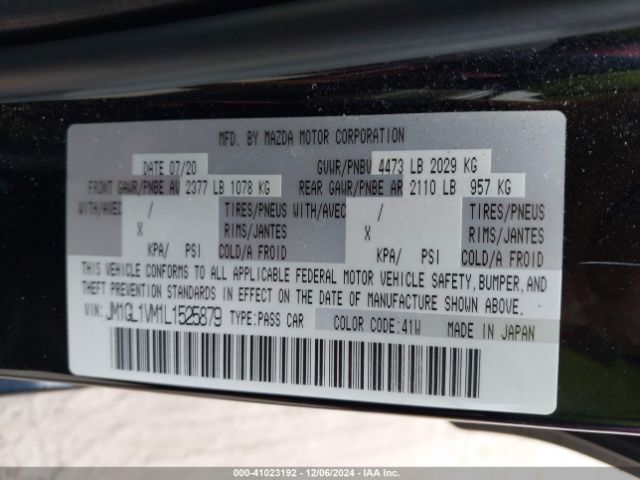 MFD. BY MAZDA MOTOR CORPORATION
DATE 07/20 GVWR/PNBV 4473 LB 2029 KG
FRONT GAWR/PNBE AV 2377 LB 1078 KG REAR GAWR/PNBE AR 2110 LB 957 KG
WITH/AVEC / TIRES/PNEUS WITH/AVEC / TIRES/PNEUS
X RIMS/JANTES X RIMS/JANTES
KPA/ PSI COLD/A FROID KPA/ PSI COLD/A FROID
THIS VEHICLE CONFORMS TO ALL APPLICABLE FEDERAL MOTOR VEHICLE SAFETY, BUMPER, AND
THEFT PREVENTION STANDARDS IN EFFECT ON THE DATE OF MANUFACTURE SHOWN ABOVE.
VIN: JM1GL1VM1L1525879 TYPE:PASS CAR COLOR CODE:41W MADE IN JAPAN
000-41023192 - 12/06/2024 - IAAI.COM